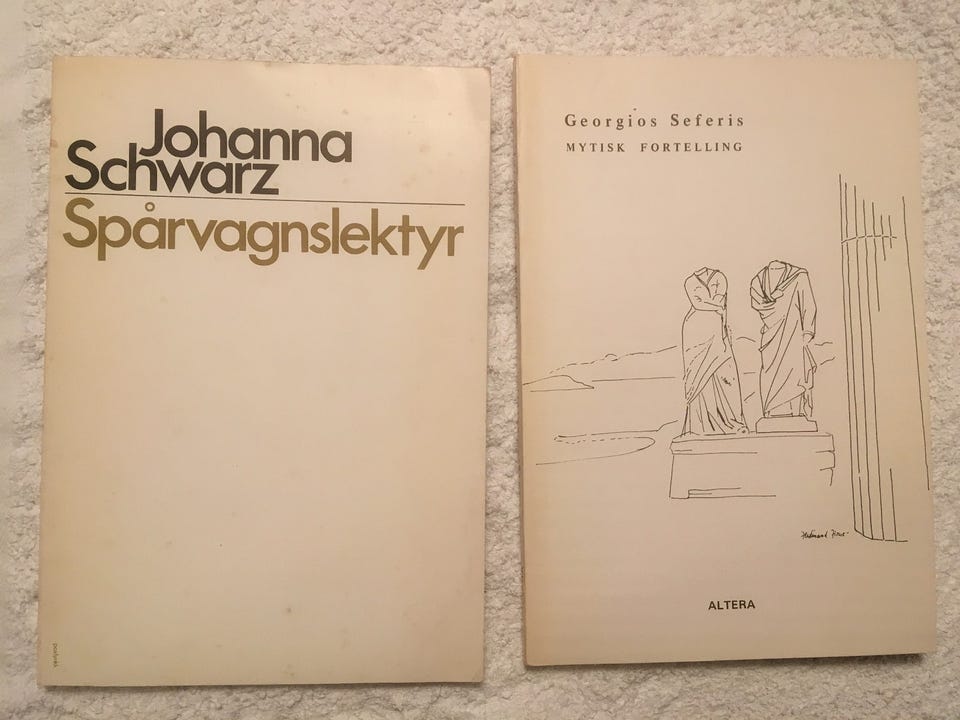 Johanna
Schwarz
Spårvagnslektyr
Georgios Seferis
MYTISK FORTELLING
ALTERA